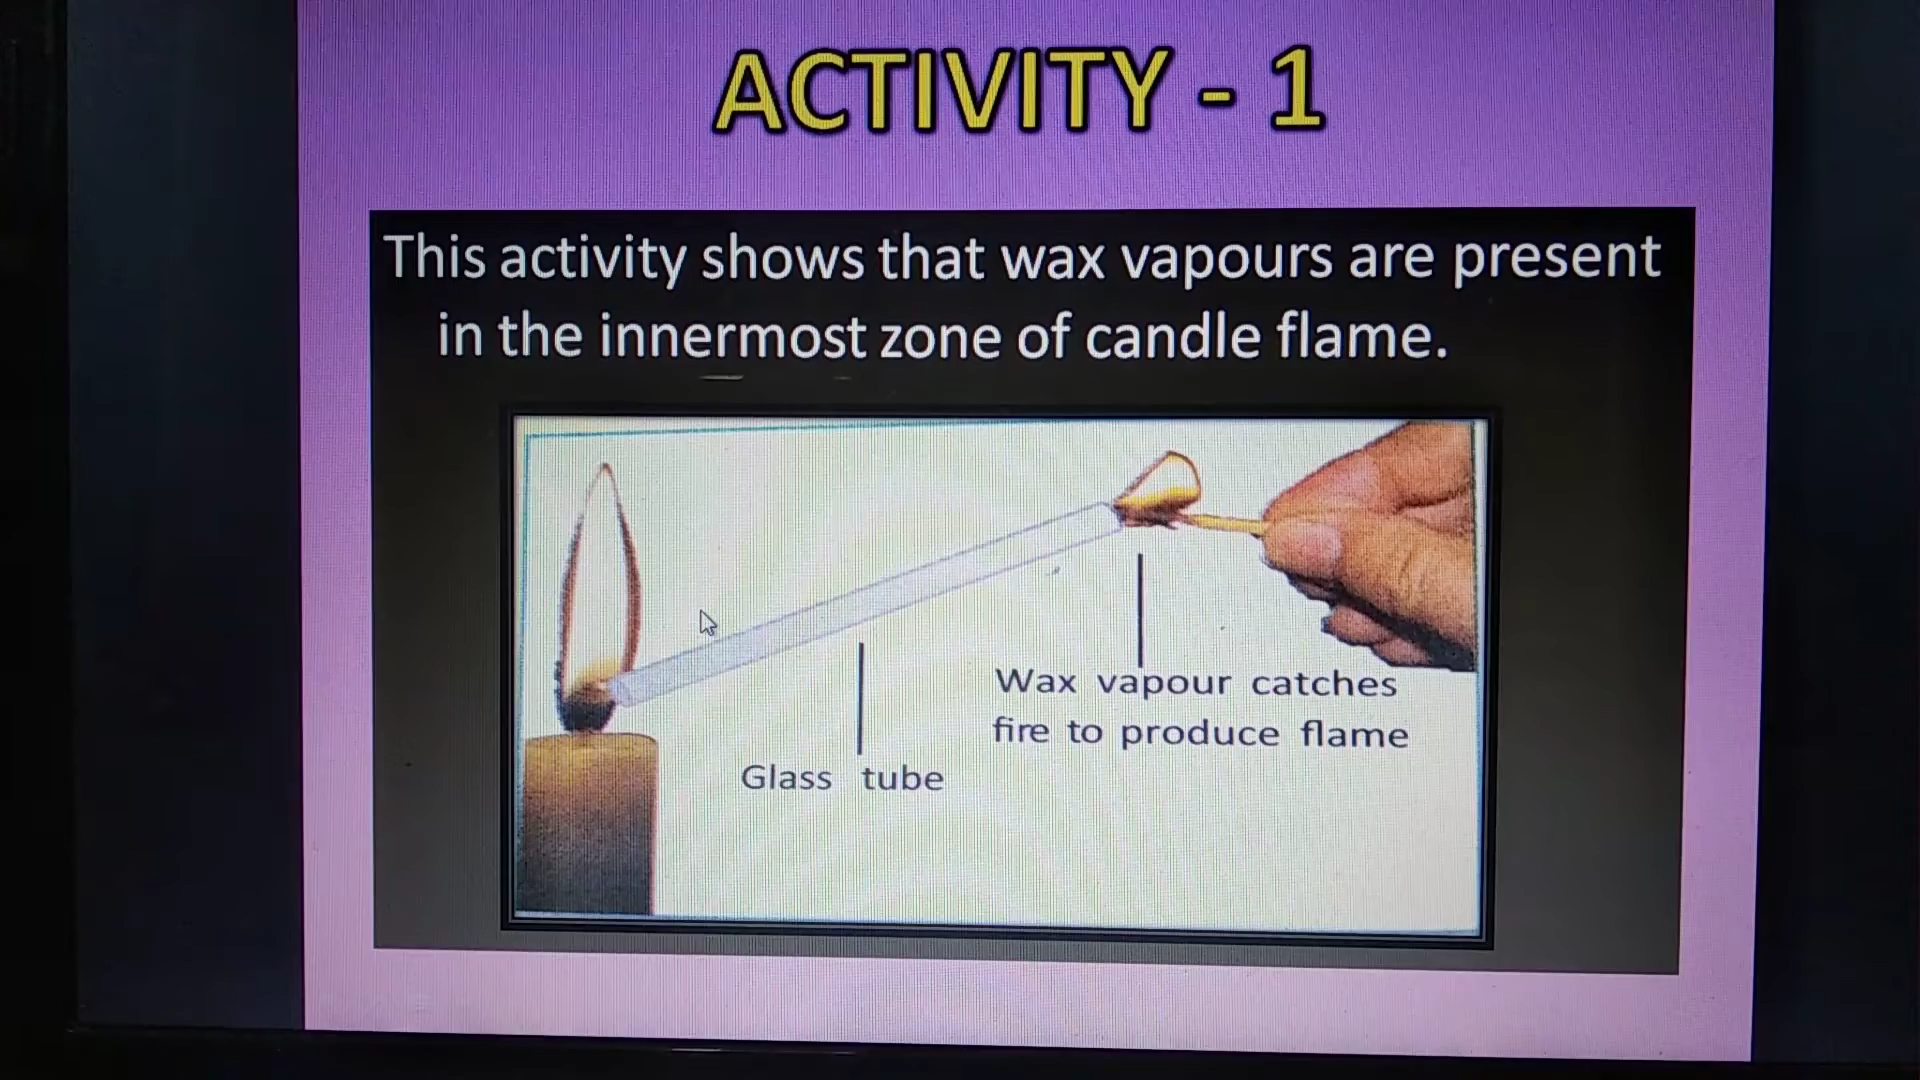 ACTIVITY - 1
This activity shows that wax vapours are present
in the innermost zone of candle flame.
Wax vapour catches
fire to produce flame
Glass tube